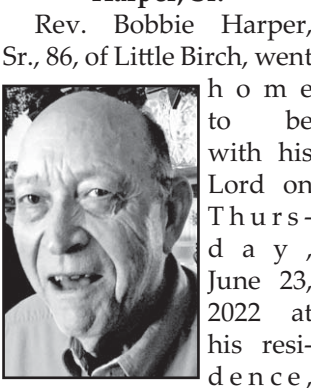 Harper, Sr.
Rev. Bobbie Harper,
Sr., 86, of Little Birch, went
home
to be
with his
Lord on
Thurs-
day,
June 23,
2022 at
his resi-
dence,